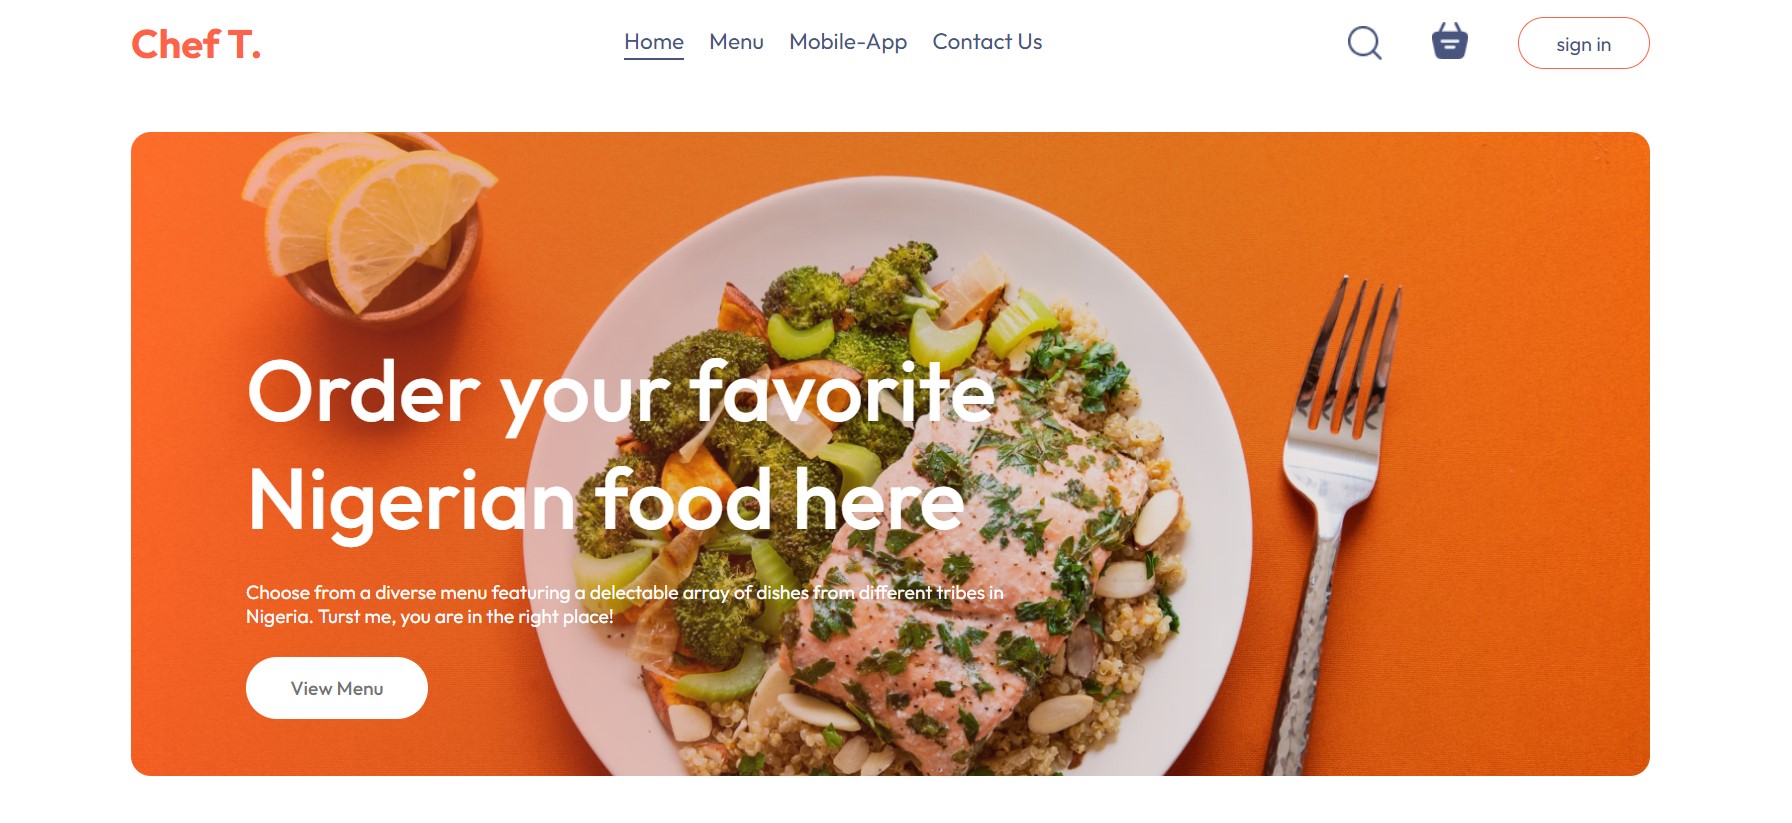 Chef T.
Home Menu Mobile-App Contact Us
sign in
Order your favorite
Nigerian food here
Choose from a diverse menu featuring a delectable array of dishes from different tribes in
Nigeria. Turst me, you are in the right place!
View Menu